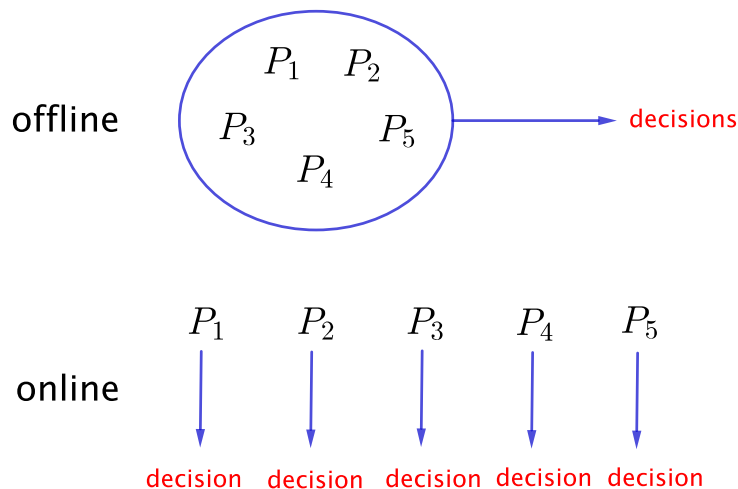 P₁ P₂
offline decisions
P₃ P₅
P₄
P₁ P₂ P₃ P₄ P₅
online
decision decision decision decision decision